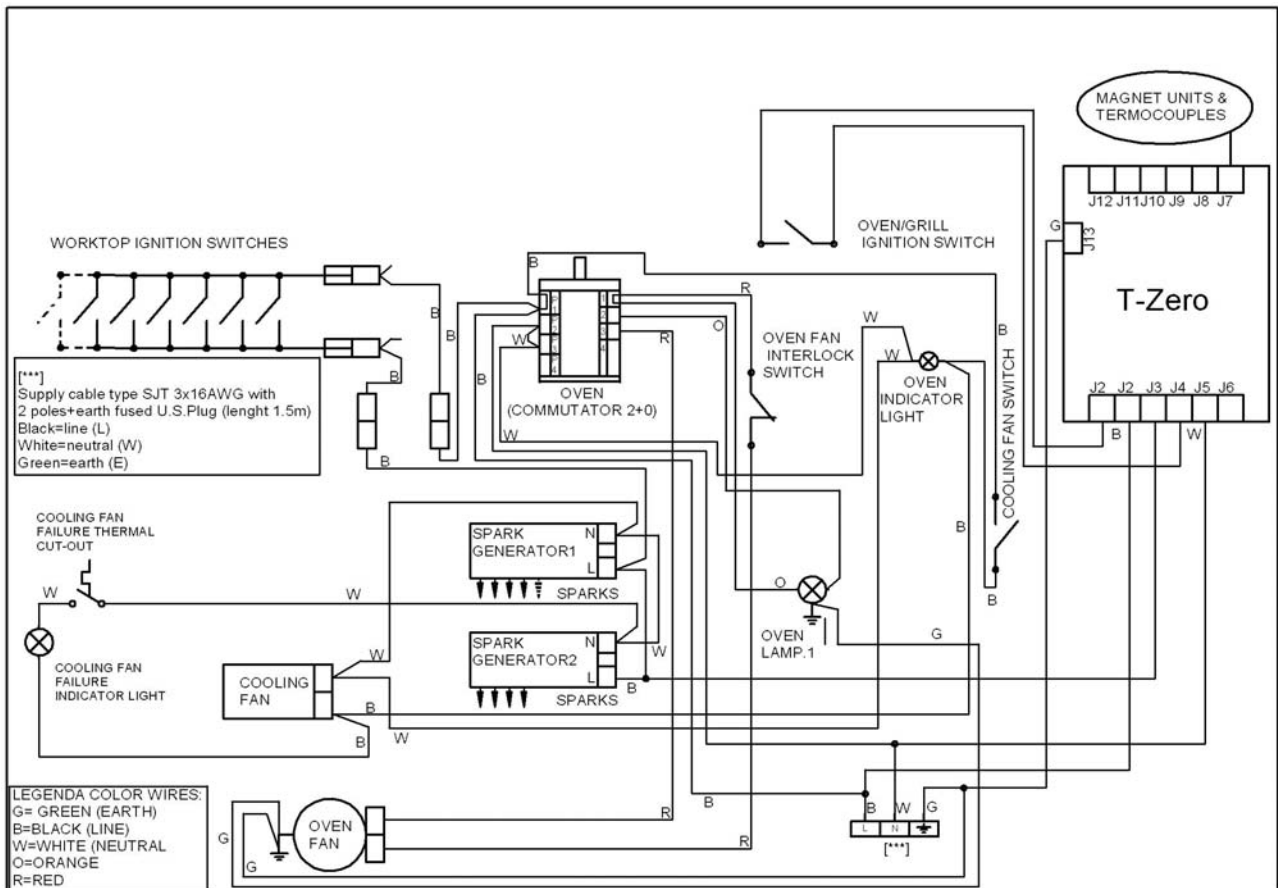 MAGNET UNITS &
TERMOCOUPLES
J12 J11 J10 J9 J8 J7
G
J13
T-Zero
J2 J2 J3 J4 J5 J6
B
W
WORKTOP IGNITION SWITCHES
OVEN/GRILL
IGNITION SWITCH
B
R
O
R
W
W
B
B
B
B
B
W
W
OVEN
(COMMUTATOR 2+0)
OVEN FAN
INTERLOCK
SWITCH
OVEN
INDICATOR
LIGHT
COOLING FAN SWITCH
[***]
Supply cable type SJT 3x16AWG with
2 poles+earth fused U.S.Plug (lenght 1.5m)
Black=line (L)
White=neutral (W)
Green=earth (E)
COOLING FAN
FAILURE THERMAL
CUT-OUT
W
W
SPARK
GENERATOR1
N
L
SPARKS
SPARK
GENERATOR2
N
L
SPARKS
W
B
O
OVEN
LAMP.1
G
B
B
COOLING FAN
FAILURE
INDICATOR LIGHT
COOLING
FAN
W
B
W
B
B
R
R
B
W
G
L N
[***]
LEGENDA COLOR WIRES:
G= GREEN (EARTH)
B=BLACK (LINE)
W=WHITE (NEUTRAL
O=ORANGE
R=RED
G
G
OVEN
FAN